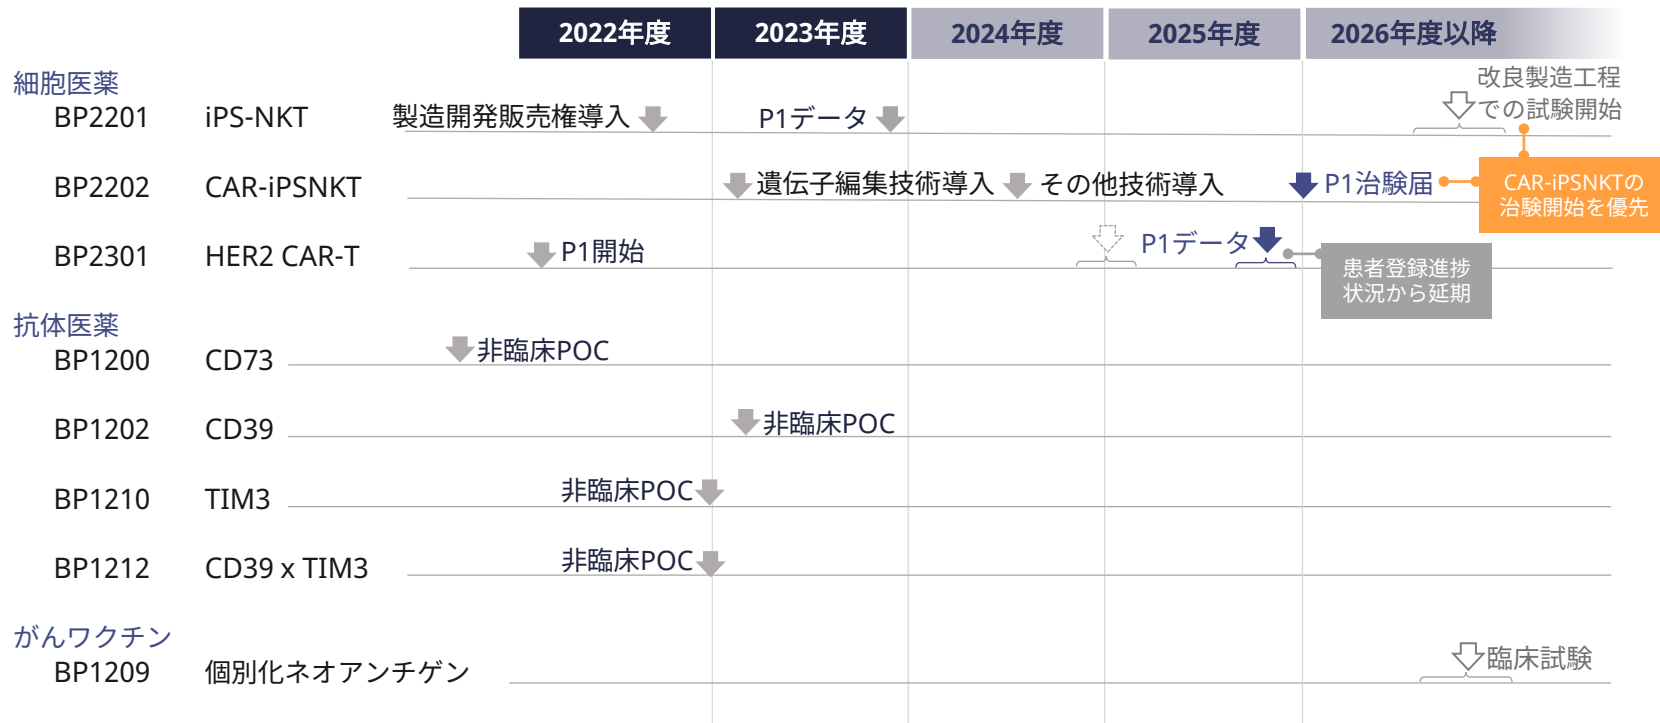 2022年度 2023年度 2024年度 2025年度 2026年度以降
細胞医薬
BP2201 iPS-NKT 製造開発販売権導入 P1データ
改良製造工程
での試験開始
BP2202 CAR-iPSNKT 遺伝子編集技術導入 その他技術導入 P1治験届
CAR-iPSNKTの
治験開始を優先
BP2301 HER2 CAR-T P1開始 P1データ
患者登録進捗
状況から延期
抗体医薬
BP1200 CD73 非臨床POC
BP1202 CD39 非臨床POC
BP1210 TIM3 非臨床POC
BP1212 CD39 x TIM3 非臨床POC
がんワクチン
BP1209 個別化ネオアンチゲン 臨床試験